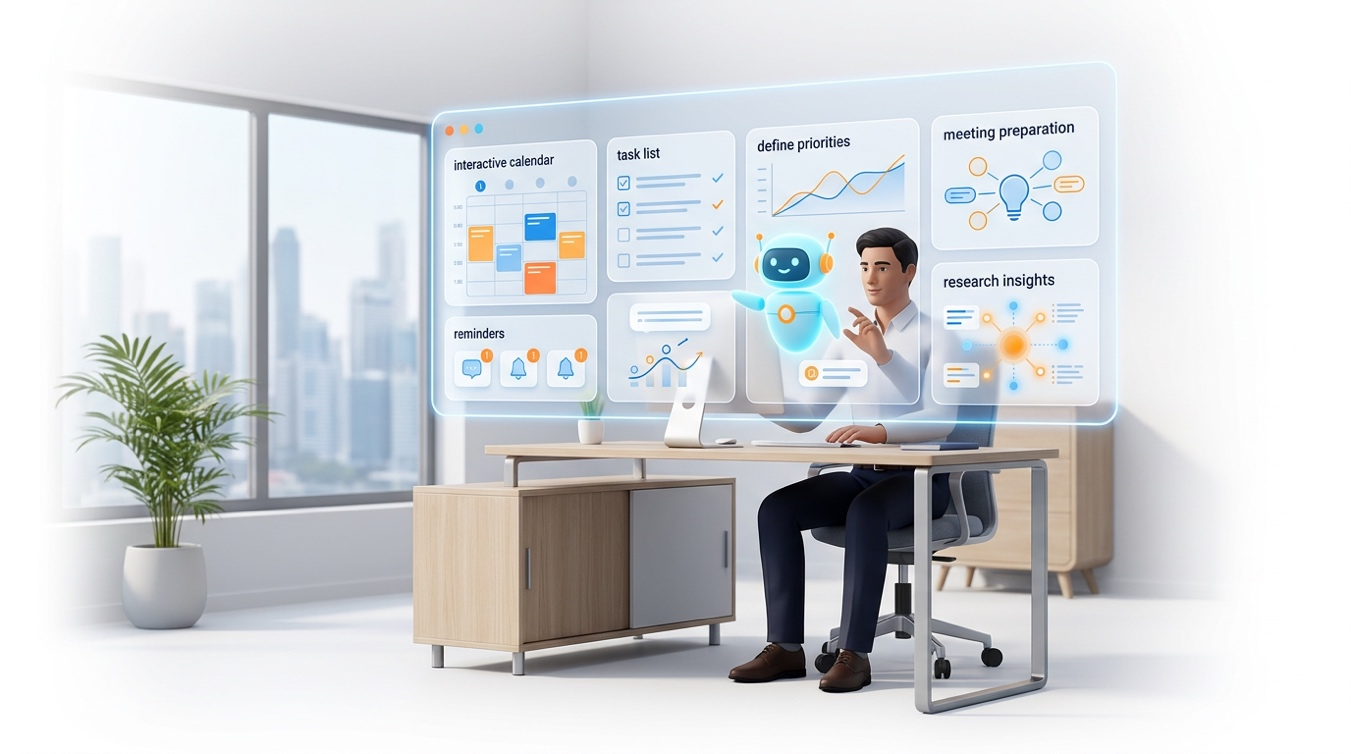 interactive calendar
task list
define priorities
meeting preparation
reminders
research insights